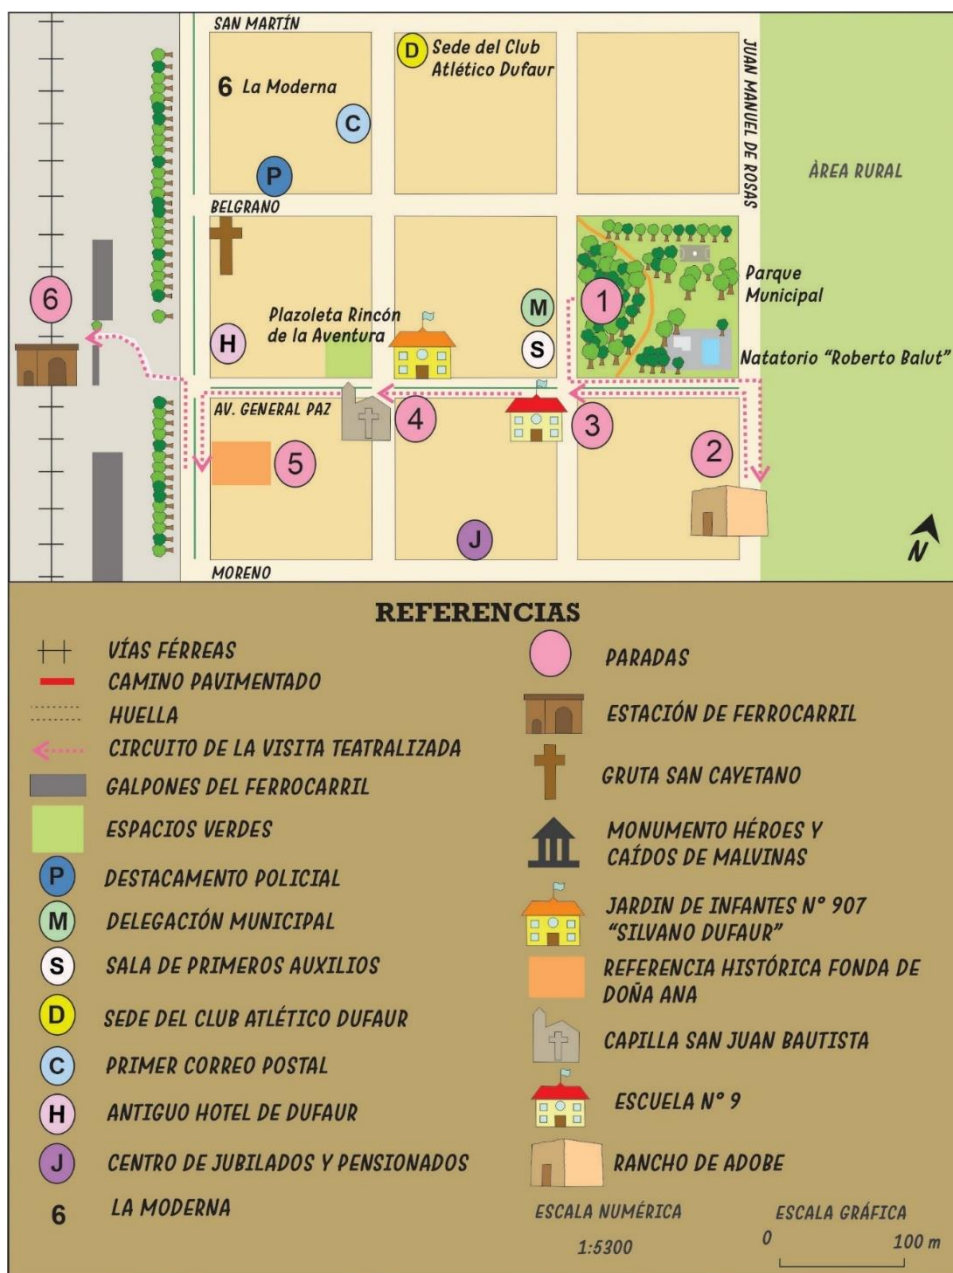 SAN MARTÍN
JUAN MANUEL DE ROSAS
D
Sede del Club
Atlético Dufaur
6 La Moderna
C
P
ÀREA RURAL
BELGRANO
1
Parque
Municipal
6
Plazoleta Rincón
de la Aventura
M
H
S
Natatorio "Roberto Balut"
AV. GENERAL PAZ
4
3
5
2
J
N
MORENO
REFERENCIAS
VÍAS FÉRREAS
CAMINO PAVIMENTADO
HUELLA
CIRCUITO DE LA VISITA TEATRALIZADA
GALPONES DEL FERROCARRIL
ESPACIOS VERDES
P DESTACAMENTO POLICIAL
M DELEGACIÓN MUNICIPAL
S SALA DE PRIMEROS AUXILIOS
D SEDE DEL CLUB ATLÉTICO DUFAUR
C PRIMER CORREO POSTAL
H ANTIGUO HOTEL DE DUFAUR
J CENTRO DE JUBILADOS Y PENSIONADOS
6 LA MODERNA
PARADAS
ESTACIÓN DE FERROCARRIL
GRUTA SAN CAYETANO
MONUMENTO HÉROES Y
CAÍDOS DE MALVINAS
JARDIN DE INFANTES N° 907
"SILVANO DUFAUR"
REFERENCIA HISTÓRICA FONDA DE
DOÑA ANA
CAPILLA SAN JUAN BAUTISTA
ESCUELA N° 9
RANCHO DE ADOBE
ESCALA NUMÉRICA
1:5300
ESCALA GRÁFICA
0 100 m